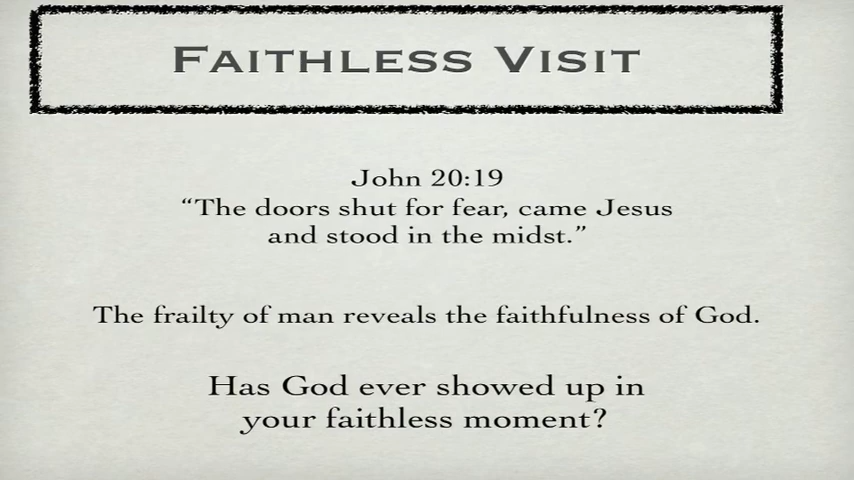 Faithless Visit
John 20:19
“The doors shut for fear, came Jesus
and stood in the midst.”
The frailty of man reveals the faithfulness of God.
Has God ever showed up in
your faithless moment?